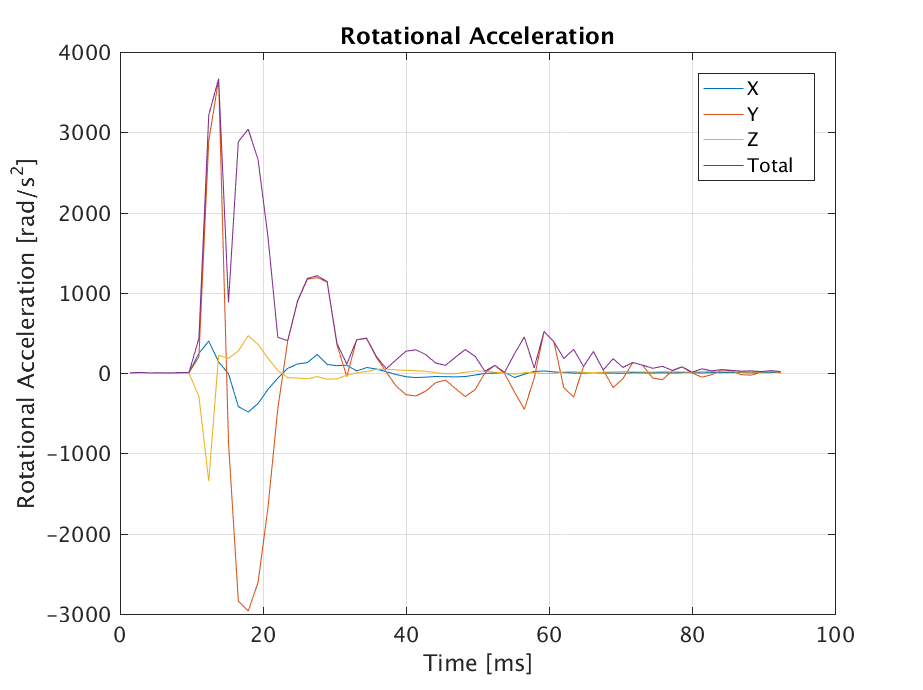 Rotational Acceleration
4000
3000
2000
1000
0
-1000
-2000
-3000
Rotational Acceleration [rad/s²]
X
Y
Z
Total
0 20 40 60 80 100
Time [ms]